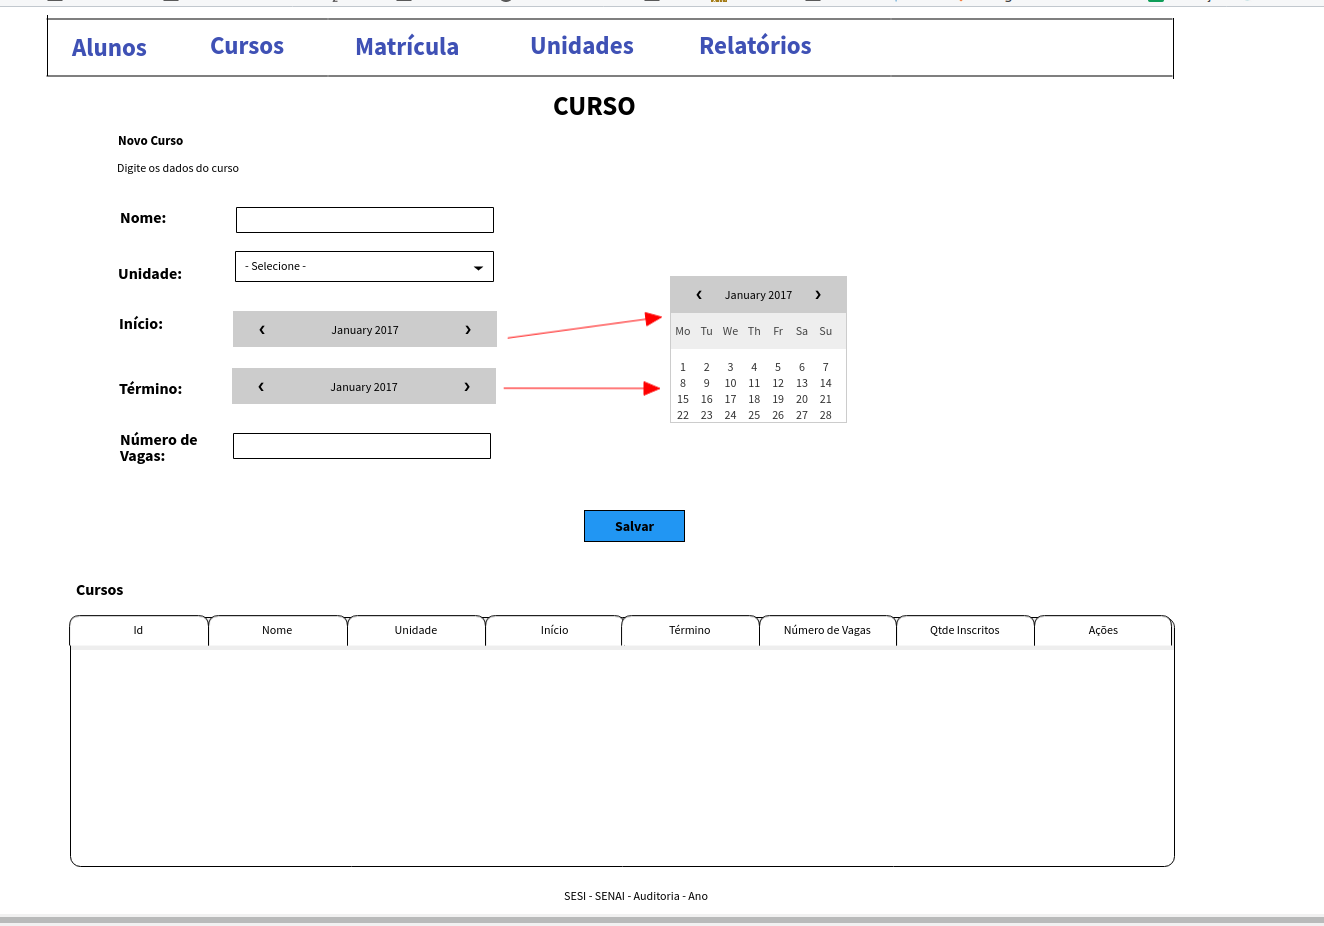 Alunos Cursos Matrícula Unidades Relatórios
CURSO
Novo Curso
Digite os dados do curso
Nome:
Unidade: - Selecione -
Início: ❮ January 2017 ❯
Término: ❮ January 2017 ❯
Número de
Vagas:
❮ January 2017 ❯
Mo Tu We Th Fr Sa Su
1 2 3 4 5 6 7
8 9 10 11 12 13 14
15 16 17 18 19 20 21
22 23 24 25 26 27 28
Salvar
Cursos
Id Nome Unidade Início Término Número de Vagas Qtde Inscritos Ações
SESI - SENAI - Auditoria - Ano